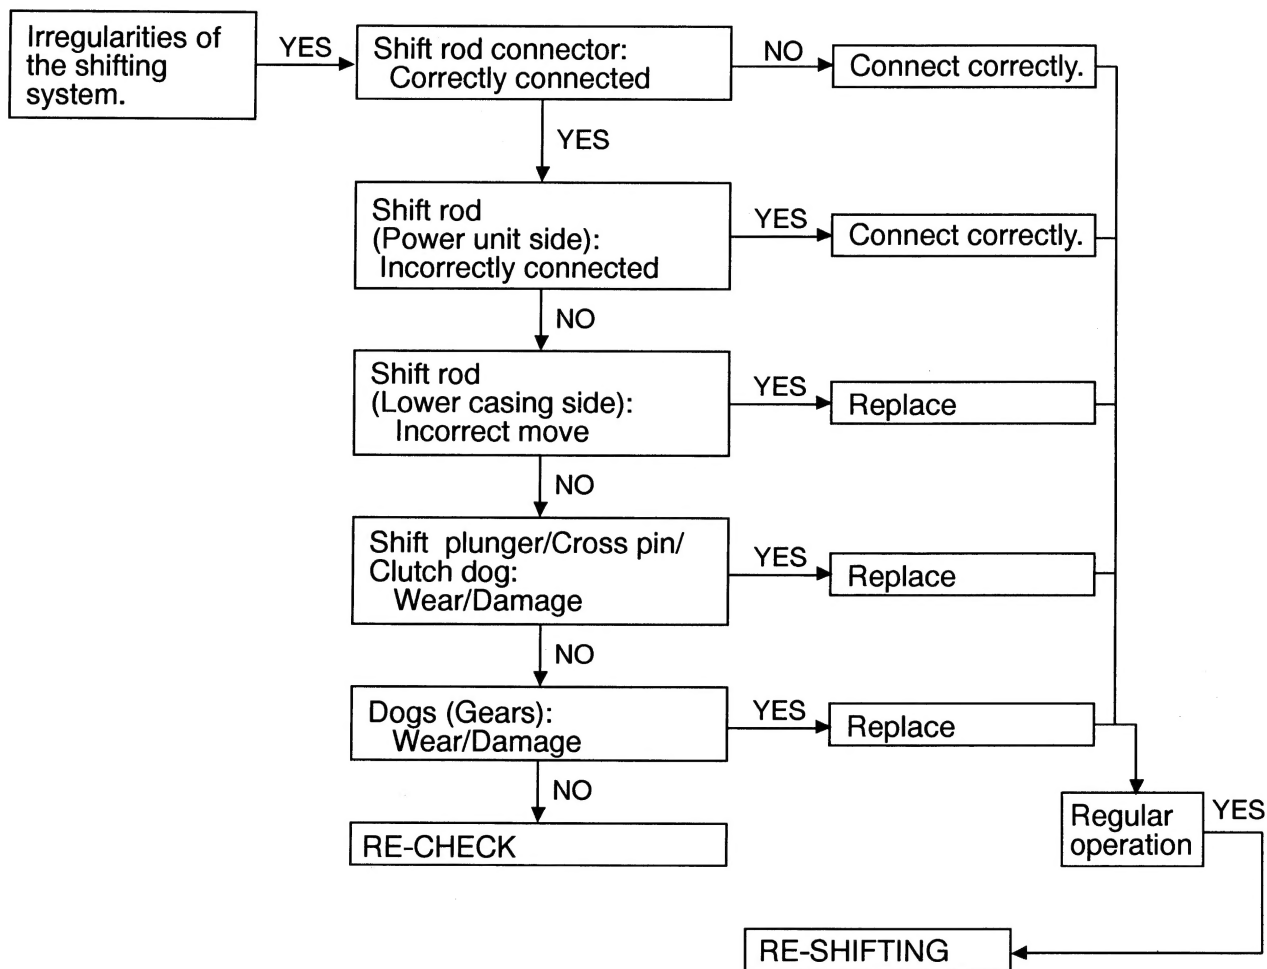 Irregularities of
the shifting
system.
YES
Shift rod connector:
Correctly connected
NO
Connect correctly.
YES
Shift rod
(Power unit side):
Incorrectly connected
YES
Connect correctly.
NO
Shift rod
(Lower casing side):
Incorrect move
YES
Replace
NO
Shift plunger/Cross pin/
Clutch dog:
Wear/Damage
YES
Replace
NO
Dogs (Gears):
Wear/Damage
YES
Replace
NO
RE-CHECK
Regular
operation
YES
RE-SHIFTING